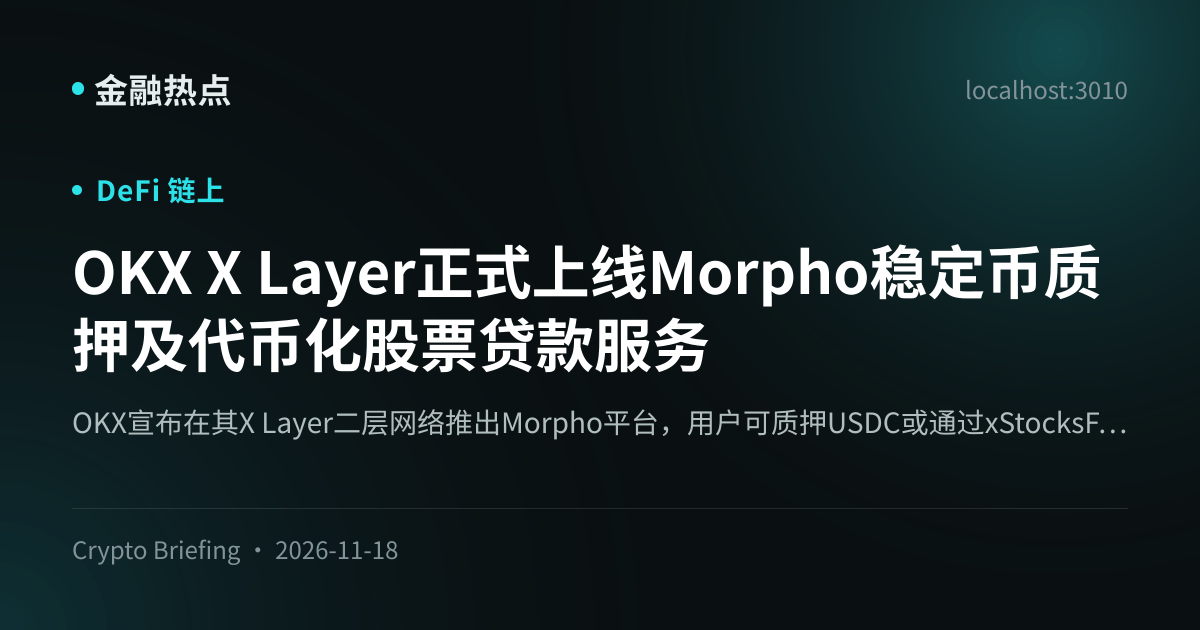 金融热点
localhost:3010
DeFi 链上
OKX X Layer正式上线Morpho稳定币质
押及代币化股票贷款服务
OKX宣布在其X Layer二层网络推出Morpho平台，用户可质押USDC或通过xStocksF…
Crypto Briefing · 2026-11-18